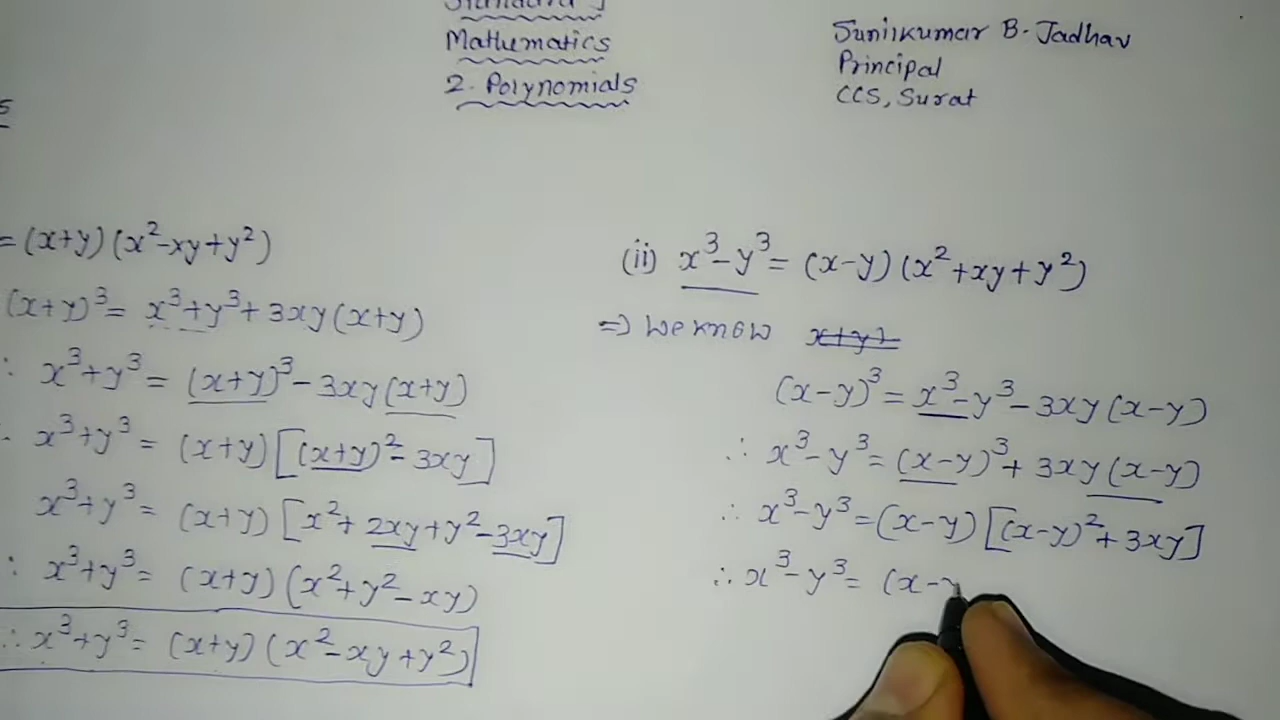 Mathematics
2. Polynomials
Sunilkumar B. Jadhav
Principal
CCS, Surat
5
= (x+y) (x²-xy+y²)
(x+y)³ = x³+y³+3xy(x+y)
∴ x³+y³ = (x+y)³-3xy(x+y)
∴ x³+y³ = (x+y)[(x+y)²-3xy]
x³+y³ = (x+y)[x²+2xy+y²-3xy]
∴ x³+y³ = (x+y)(x²+y²-xy)
∴ x³+y³ = (x+y)(x²-xy+y²)
(ii) x³-y³ = (x-y)(x²+xy+y²)
⇒ We know
(x-y)³ = x³-y³-3xy(x-y)
∴ x³-y³ = (x-y)³+3xy(x-y)
∴ x³-y³ = (x-y)[(x-y)²+3xy]
∴ x³-y³ = (x-